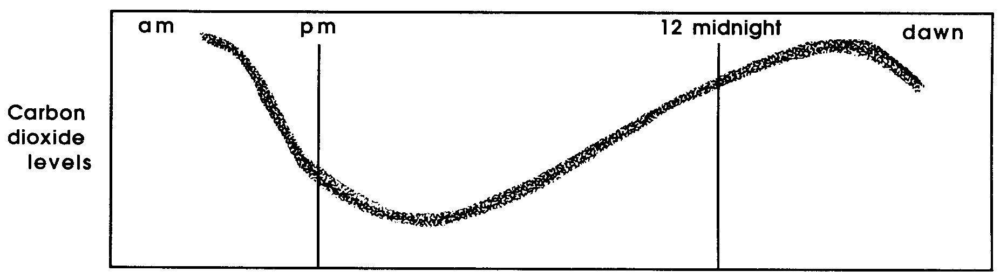 am
pm
12 midnight
dawn
Carbon
dioxide
levels